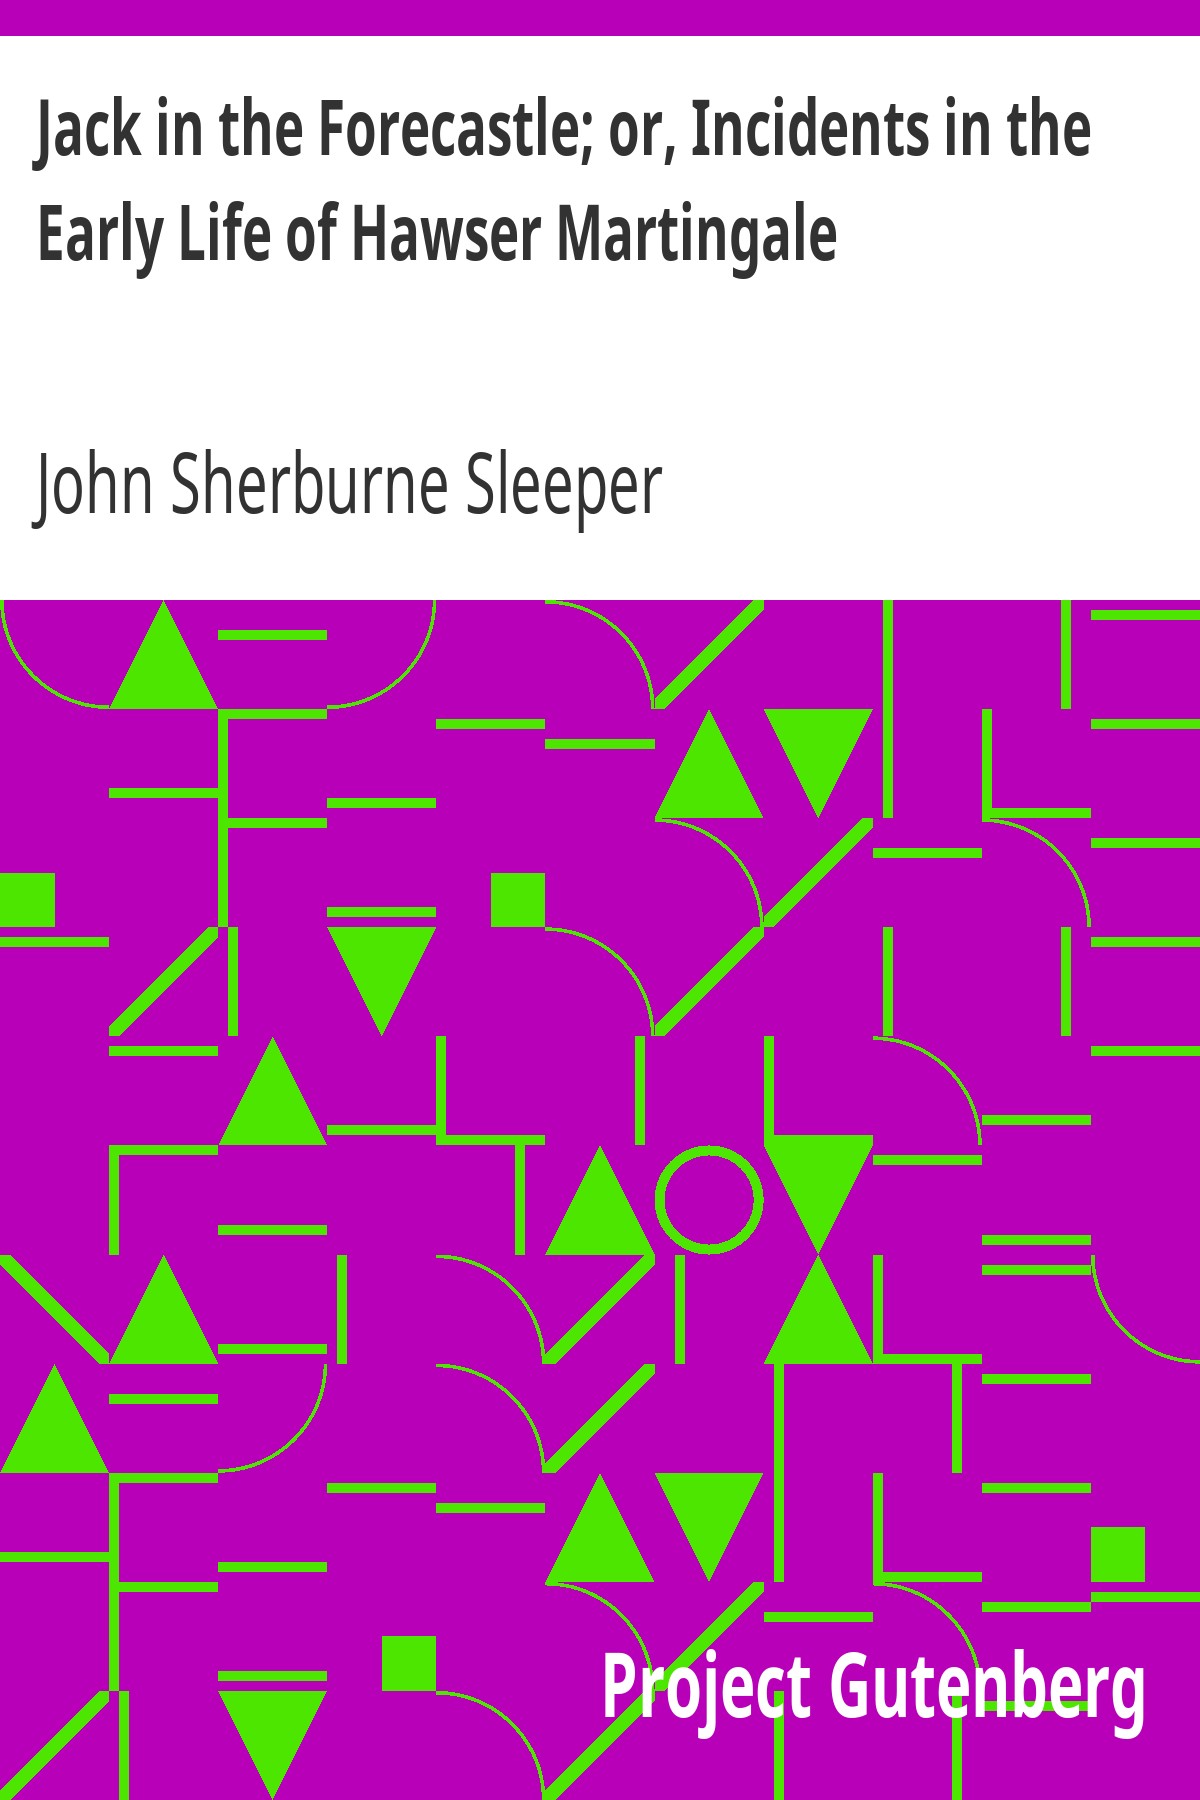 Jack in the Forecastle; or, Incidents in the
Early Life of Hawser Martingale
John Sherburne Sleeper
Project Gutenberg